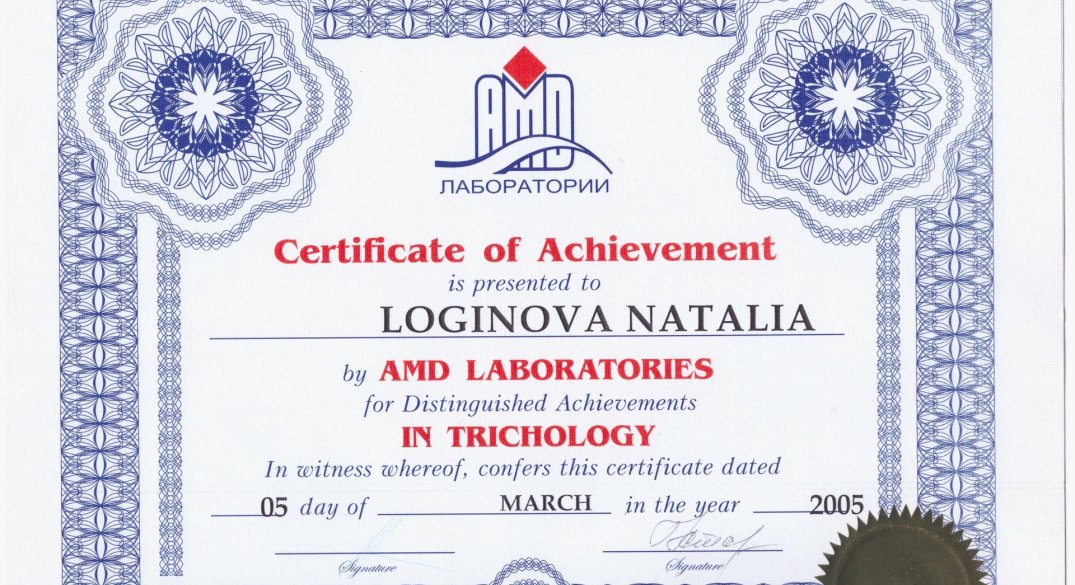 АМD
ЛАБОРАТОРИИ
Certificate of Achievement
is presented to
LOGINOVA NATALIA
by AMD LABORATORIES
for Distinguished Achievements
IN TRICHOLOGY
In witness whereof, confers this certificate dated
05 day of MARCH in the year 2005
Signature Signature